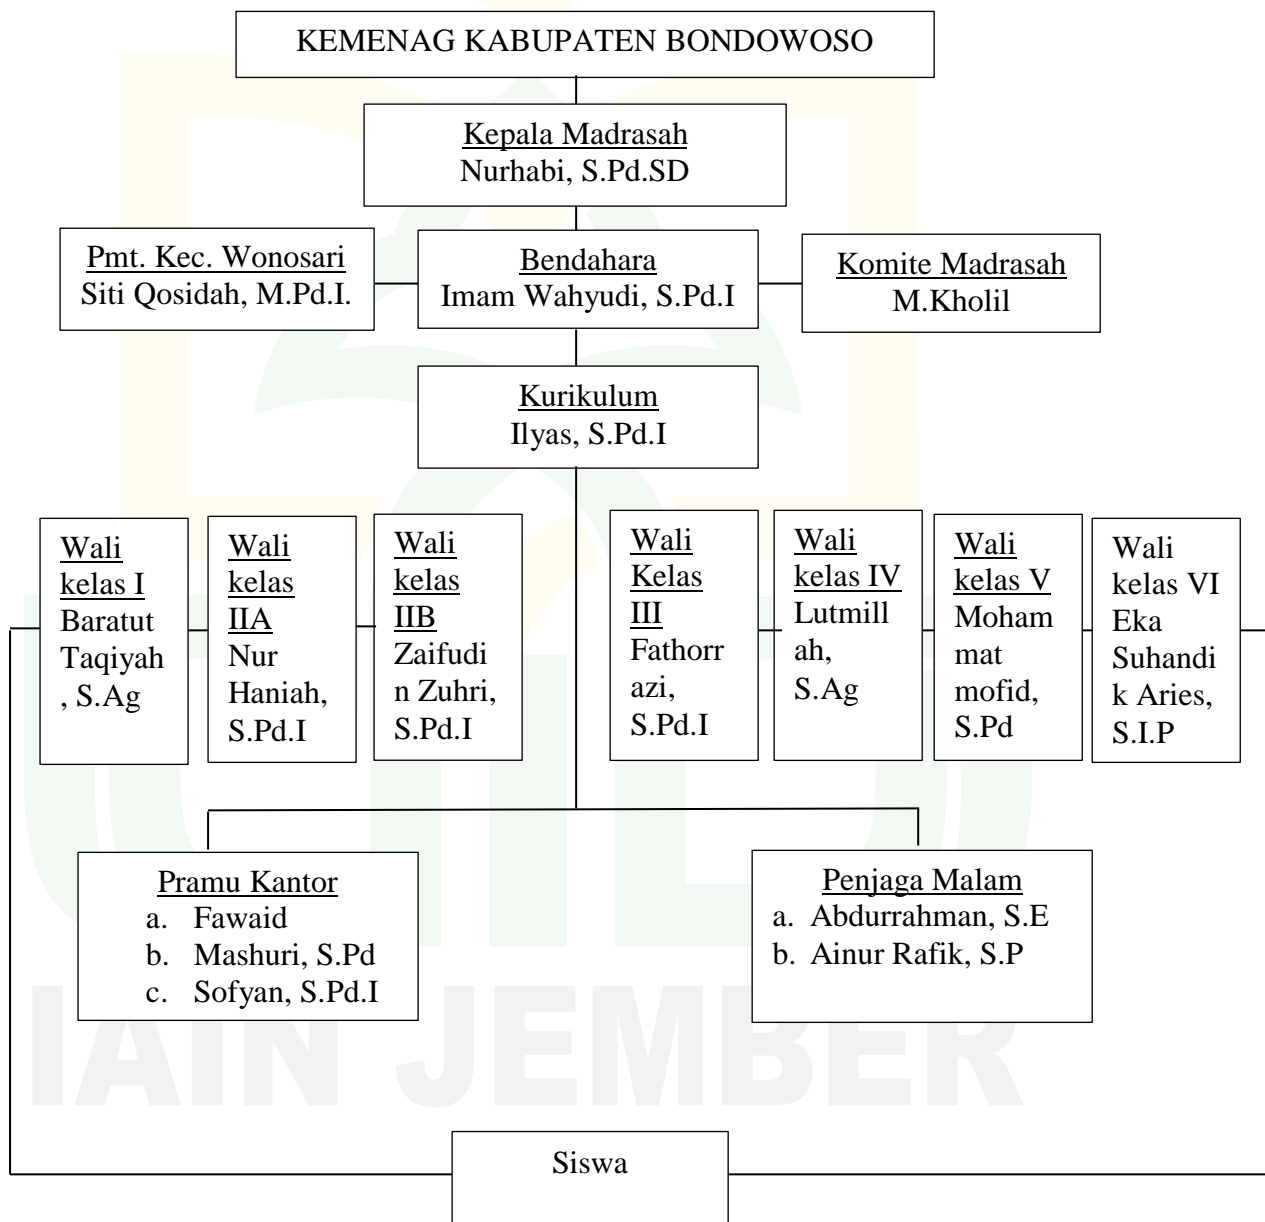 KEMENAG KABUPATEN BONDOWOSO
Kepala Madrasah
Nurhabi, S.Pd.SD
Pmt. Kec. Wonosari
Siti Qosidah, M.Pd.I.
Bendahara
Imam Wahyudi, S.Pd.I
Komite Madrasah
M.Kholil
Kurikulum
Ilyas, S.Pd.I
Wali
kelas I
Baratut
Taqiyah
, S.Ag
Wali
kelas
IIA
Nur
Haniah,
S.Pd.I
Wali
kelas
IIB
Zaifudi
n Zuhri,
S.Pd.I
Wali
Kelas
III
Fathorr
azi,
S.Pd.I
Wali
kelas IV
Lutmill
ah,
S.Ag
Wali
kelas V
Moham
mat
mofid,
S.Pd
Wali
kelas VI
Eka
Suhandi
k Aries,
S.I.P
Pramu Kantor
a. Fawaid
b. Mashuri, S.Pd
c. Sofyan, S.Pd.I
Penjaga Malam
a. Abdurrahman, S.E
b. Ainur Rafik, S.P
IAIN JEMBER
Siswa